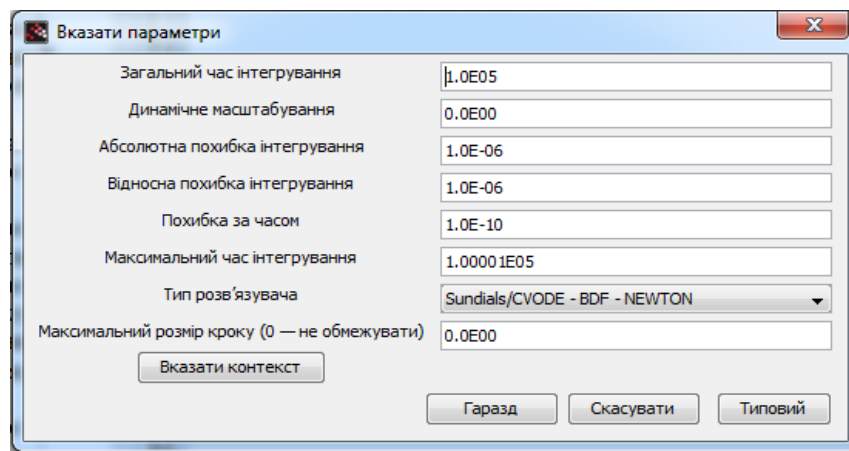 Вказати параметри
Загальний час інтегрування 1.0E05
Динамічне масштабування 0.0E00
Абсолютна похибка інтегрування 1.0E-06
Відносна похибка інтегрування 1.0E-06
Похибка за часом 1.0E-10
Максимальний час інтегрування 1.00001E05
Тип розв’язувача Sundials/CVODE - BDF - NEWTON
Максимальний розмір кроку (0 — не обмежувати) 0.0E00
Вказати контекст
Гаразд Скасувати Типовий